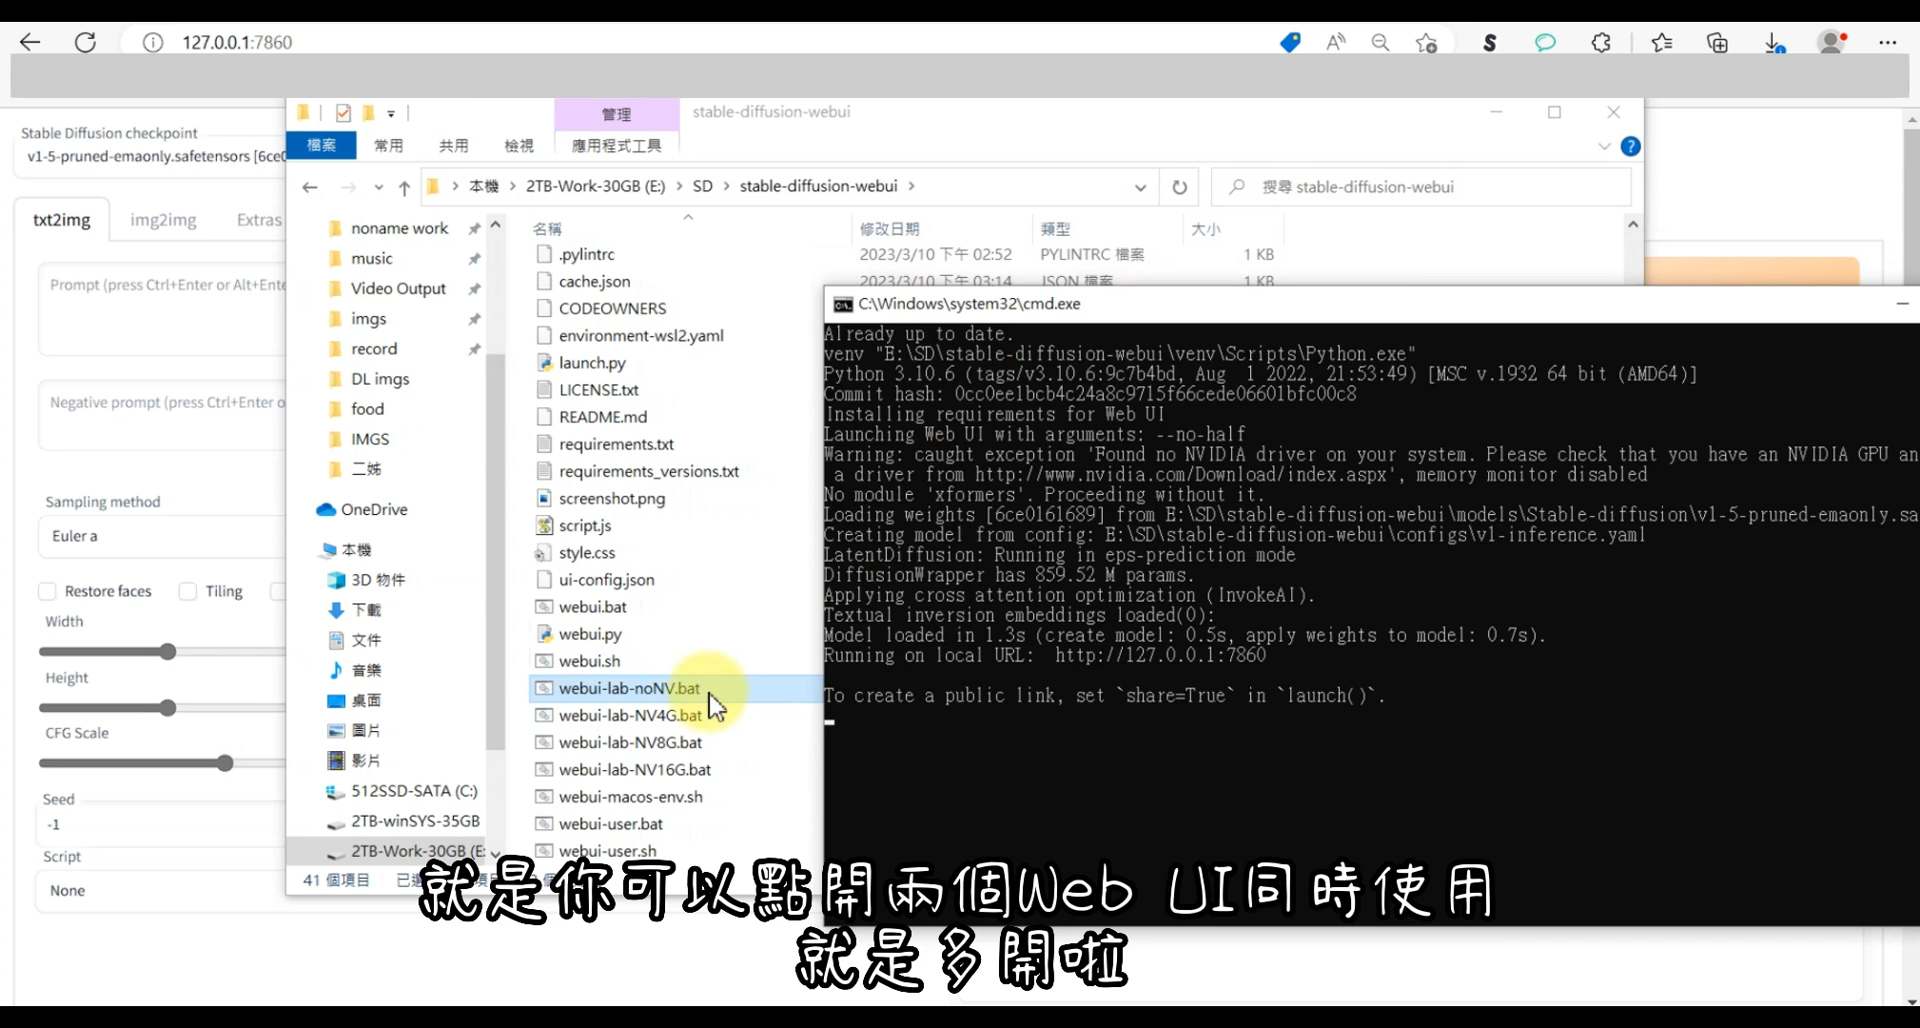 127.0.0.1:7860
Stable Diffusion checkpoint
v1-5-pruned-emaonly.safetensors [6ce0
txt2img
img2img
Extras
Prompt (press Ctrl+Enter or Alt+Ente
Negative prompt (press Ctrl+Enter o
Sampling method
Euler a
Restore faces
Tiling
Width
Height
CFG Scale
Seed
-1
Script
None
管理
stable-diffusion-webui
檔案
常用
共用
檢視
應用程式工具
本機 > 2TB-Work-30GB (E:) > SD > stable-diffusion-webui >
搜尋 stable-diffusion-webui
noname work
music
Video Output
imgs
record
DL imgs
food
IMGS
二姊
OneDrive
本機
3D 物件
下載
文件
音樂
桌面
圖片
影片
512SSD-SATA (C:)
2TB-winSYS-35GB
2TB-Work-30GB (E:
名稱
修改日期
類型
大小
.pylintrc
2023/3/10 下午 02:52
PYLINTRC 檔案
1 KB
cache.json
2023/3/10 下午 03:14
JSON 檔案
1 KB
CODEOWNERS
environment-wsl2.yaml
launch.py
LICENSE.txt
README.md
requirements.txt
requirements_versions.txt
screenshot.png
script.js
style.css
ui-config.json
webui.bat
webui.py
webui.sh
webui-lab-noNV.bat
webui-lab-NV4G.bat
webui-lab-NV8G.bat
webui-lab-NV16G.bat
webui-macos-env.sh
webui-user.bat
webui-user.sh
41 個項目
C:\Windows\system32\cmd.exe
Already up to date.
venv "E:\SD\stable-diffusion-webui\venv\Scripts\Python.exe"
Python 3.10.6 (tags/v3.10.6:9c7b4bd, Aug  1 2022, 21:53:49) [MSC v.1932 64 bit (AMD64)]
Commit hash: 0cc0ee1bcb4c24a8c9715f66cede06601bfc00c8
Installing requirements for Web UI
Launching Web UI with arguments: --no-half
Warning: caught exception 'Found no NVIDIA driver on your system. Please check that you have an NVIDIA GPU an
a driver from http://www.nvidia.com/Download/index.aspx', memory monitor disabled
No module 'xformers'. Proceeding without it.
Loading weights [6ce0161689] from E:\SD\stable-diffusion-webui\models\Stable-diffusion\v1-5-pruned-emaonly.sa
Creating model from config: E:\SD\stable-diffusion-webui\configs\v1-inference.yaml
LatentDiffusion: Running in eps-prediction mode
DiffusionWrapper has 859.52 M params.
Applying cross attention optimization (InvokeAI).
Textual inversion embeddings loaded(0):
Model loaded in 1.3s (create model: 0.5s, apply weights to model: 0.7s).
Running on local URL:  http://127.0.0.1:7860
To create a public link, set `share=True` in `launch()`.
就是你可以點開兩個Web UI同時使用
就是多開啦